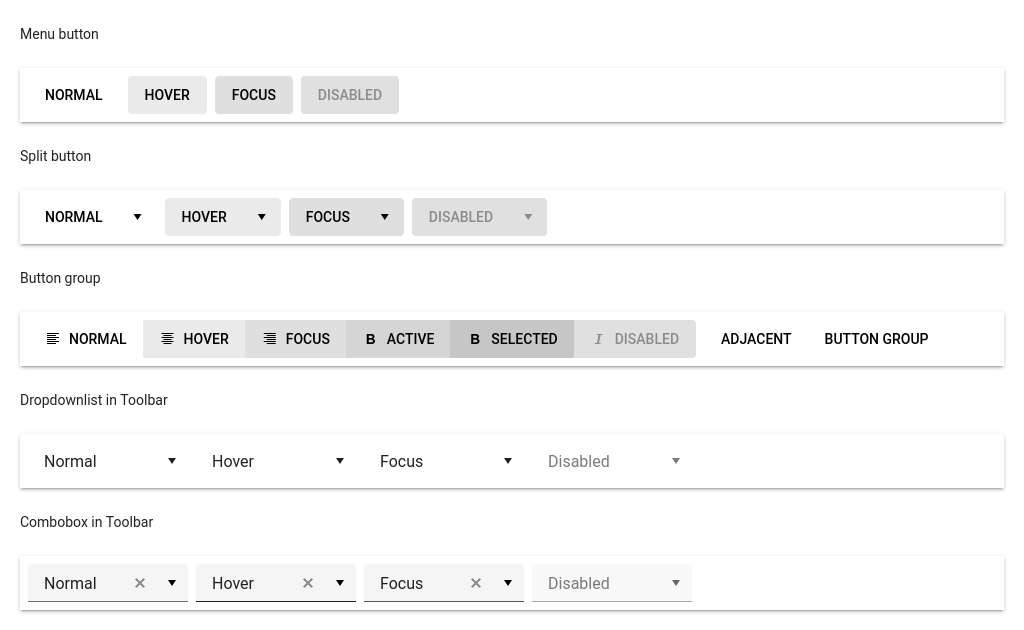 Menu button
NORMAL HOVER FOCUS DISABLED
Split button
NORMAL HOVER FOCUS DISABLED
Button group
NORMAL HOVER FOCUS B ACTIVE B SELECTED I DISABLED ADJACENT BUTTON GROUP
Dropdownlist in Toolbar
Normal Hover Focus Disabled
Combobox in Toolbar
Normal Hover Focus Disabled